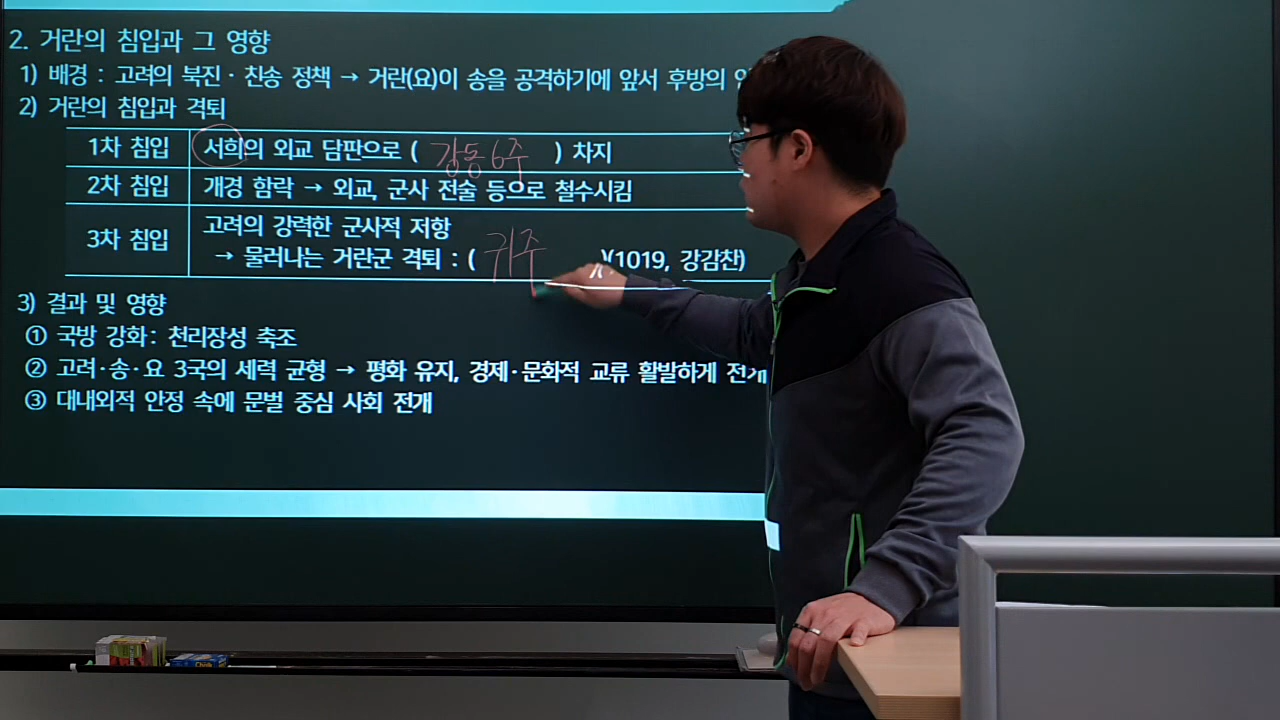 2. 거란의 침입과 그 영향
1) 배경 : 고려의 북진·친송 정책 → 거란(요)이 송을 공격하기에 앞서 후방의
2) 거란의 침입과 격퇴
1차 침입 서희의 외교 담판으로 ( 강동6주 ) 차지
2차 침입 개경 함락 → 외교, 군사 전술 등으로 철수시킴
3차 침입 고려의 강력한 군사적 저항
→ 물러나는 거란군 격퇴 : ( 귀주 )(1019, 강감찬)
3) 결과 및 영향
① 국방 강화: 천리장성 축조
② 고려·송·요 3국의 세력 균형 → 평화 유지, 경제·문화적 교류 활발하게 전개
③ 대내외적 안정 속에 문벌 중심 사회 전개